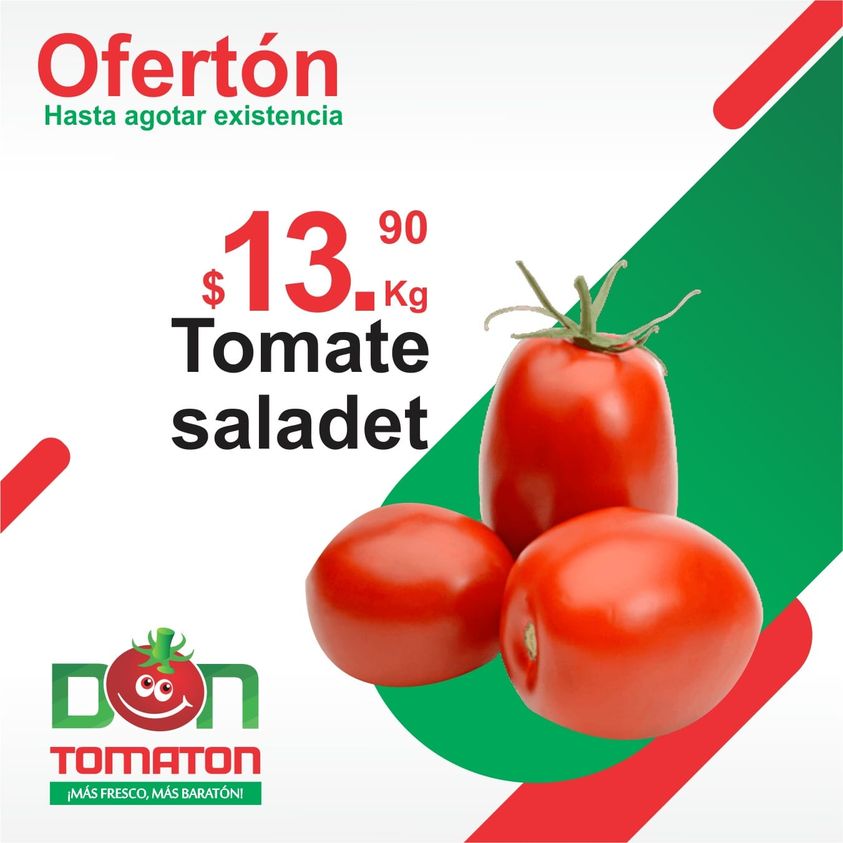 Ofertón
Hasta agotar existencia
$13.90 Kg
Tomate
saladet
DON
TOMATON
¡MÁS FRESCO, MÁS BARATÓN!